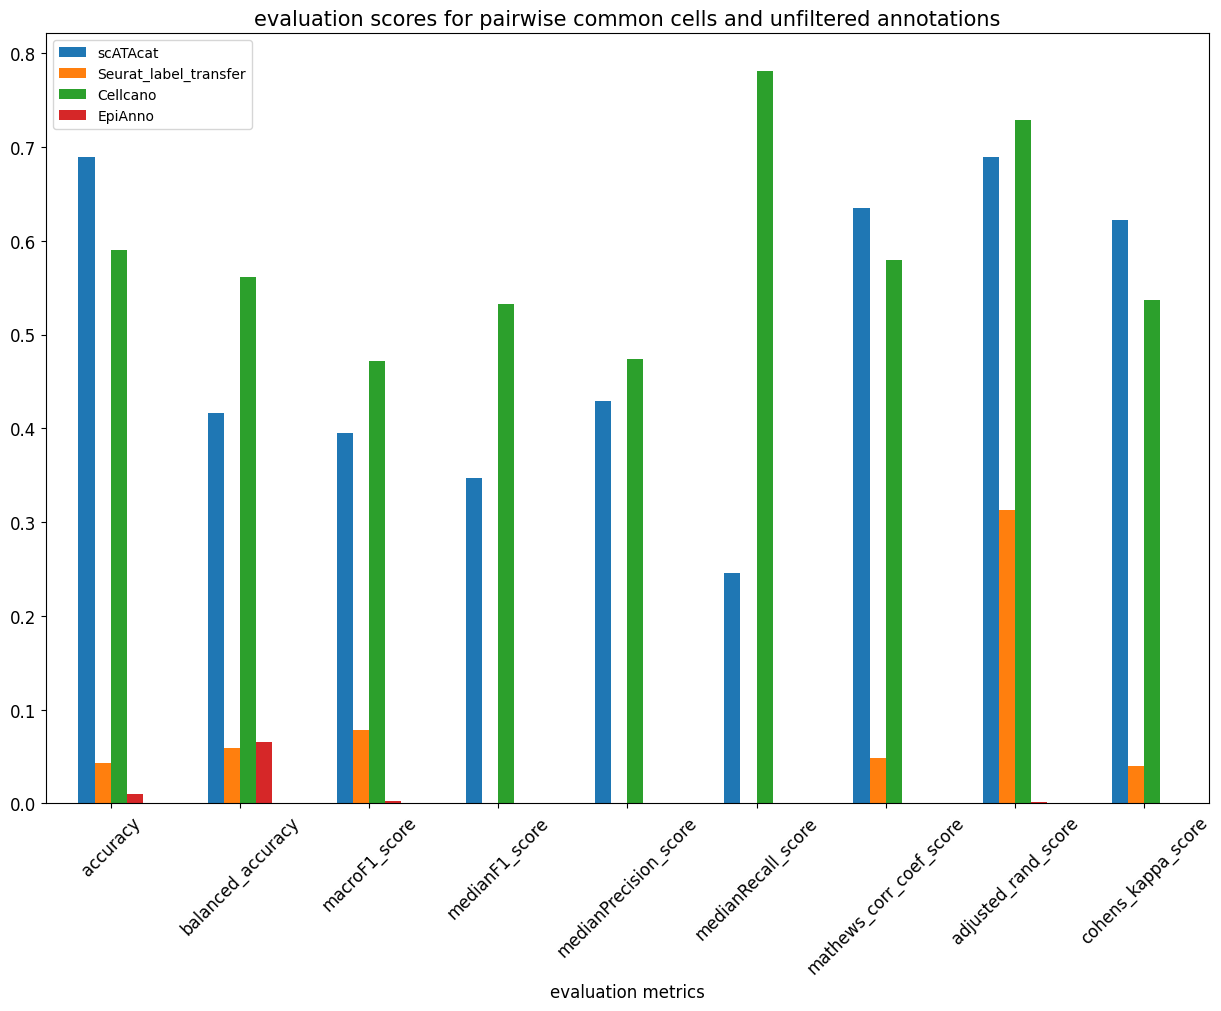 evaluation scores for pairwise common cells and unfiltered annotations
scATAcat
Seurat_label_transfer
Cellcano
EpiAnno
0.8
0.7
0.6
0.5
0.4
0.3
0.2
0.1
0.0
accuracy
balanced_accuracy
macroF1_score
medianF1_score
medianPrecision_score
medianRecall_score
mathews_corr_coef_score
adjusted_rand_score
cohens_kappa_score
evaluation metrics